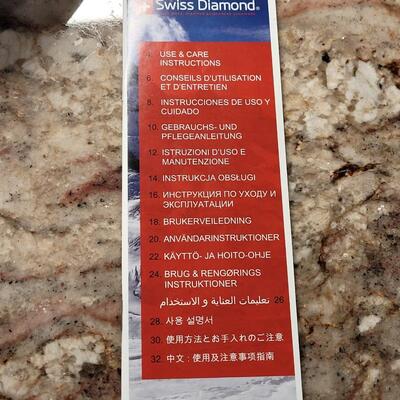 Swiss Diamond®
4. USE & CARE
INSTRUCTIONS
6. CONSEILS D'UTILISATION
ET D'ENTRETIEN
8. INSTRUCCIONES DE USO Y
CUIDADO
10. GEBRAUCHS- UND
PFLEGEANLEITUNG
12. ISTRUZIONI D'USO E
MANUTENZIONE
14. INSTRUKCJA OBSŁUGI
16. ИНСТРУКЦИЯ ПО УХОДУ И
ЭКСПЛУАТАЦИИ
18. BRUKERVEILEDNING
20. ANVÄNDARINSTRUKTIONER
22. KÄYTTÖ- JA HOITO-OHJE
24. BRUG & RENGØRINGS
INSTRUKTIONER
26 تعليمات العناية و الاستخدام
28. 사용 설명서
30. 使用方法とお手入れのご注意
32. 中文 : 使用及注意事项指南